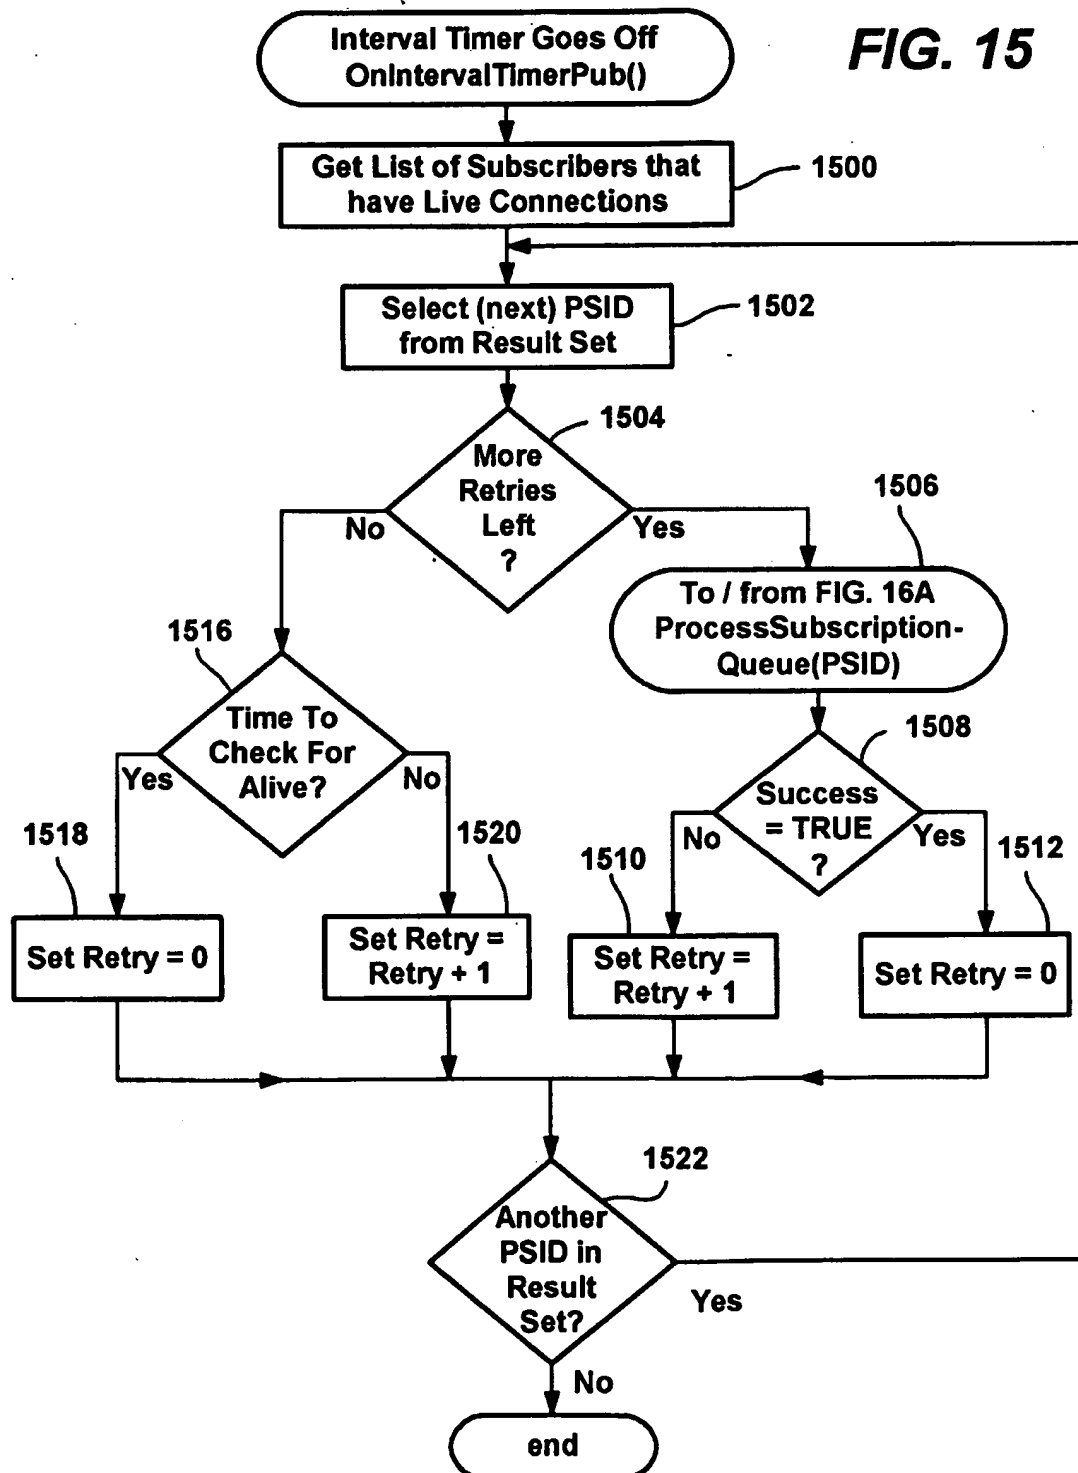 Interval Timer Goes Off
OnIntervalTimerPub()
FIG. 15
Get List of Subscribers that
have Live Connections
1500
Select (next) PSID
from Result Set
1502
1504
More
Retries
Left
?
No
Yes
1506
To / from FIG. 16A
ProcessSubscription-
Queue(PSID)
1516
Time To
Check For
Alive?
Yes
No
1508
Success
= TRUE
?
No
Yes
1518
Set Retry = 0
1520
Set Retry =
Retry + 1
1510
Set Retry =
Retry + 1
1512
Set Retry = 0
1522
Another
PSID in
Result
Set?
Yes
No
end